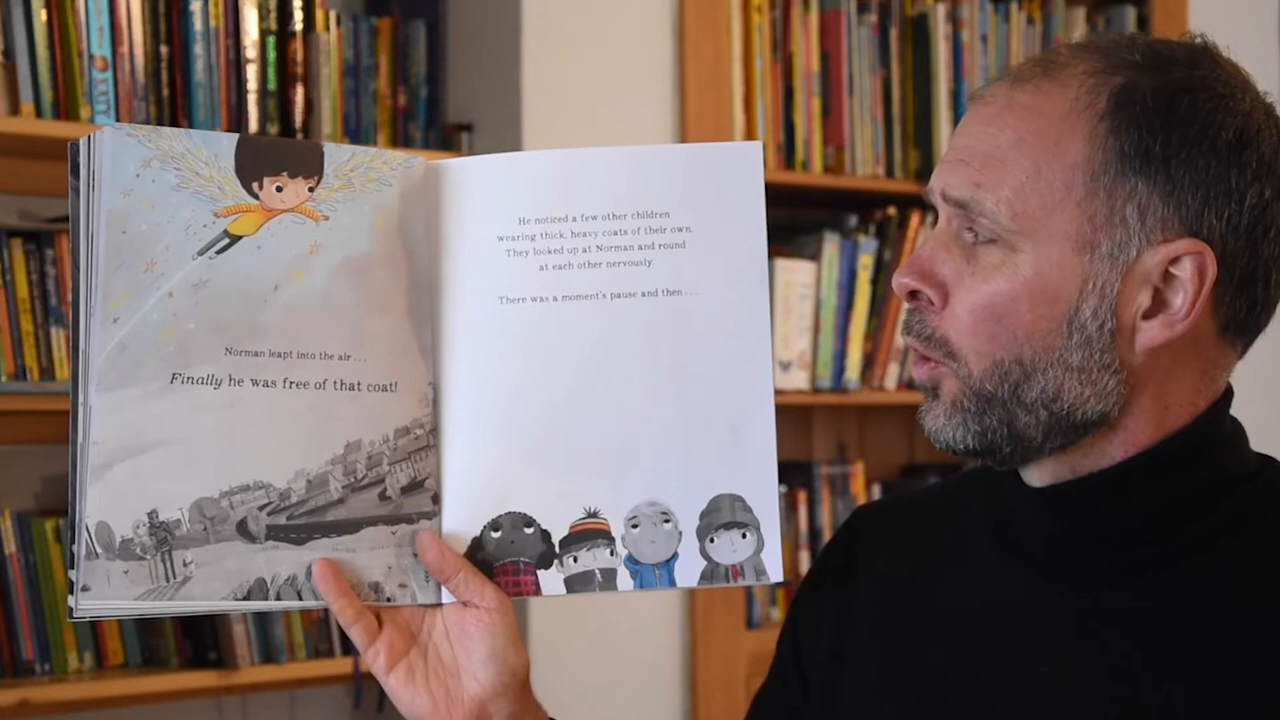 Norman leapt into the air . . .
Finally he was free of that coat!
He noticed a few other children
wearing thick, heavy coats of their own.
They looked up at Norman and round
at each other nervously.
There was a moment's pause and then . . . .